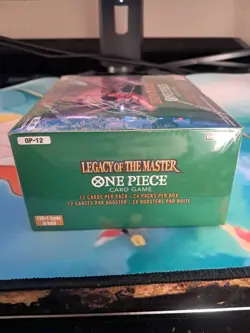 OP-12
LEGACY OF THE MASTER
ONE PIECE
CARD GAME
12 CARDS PER PACK / 24 PACKS PER BOX
12 CARTES PAR BOOSTER / 24 BOOSTERS PAR BOITE